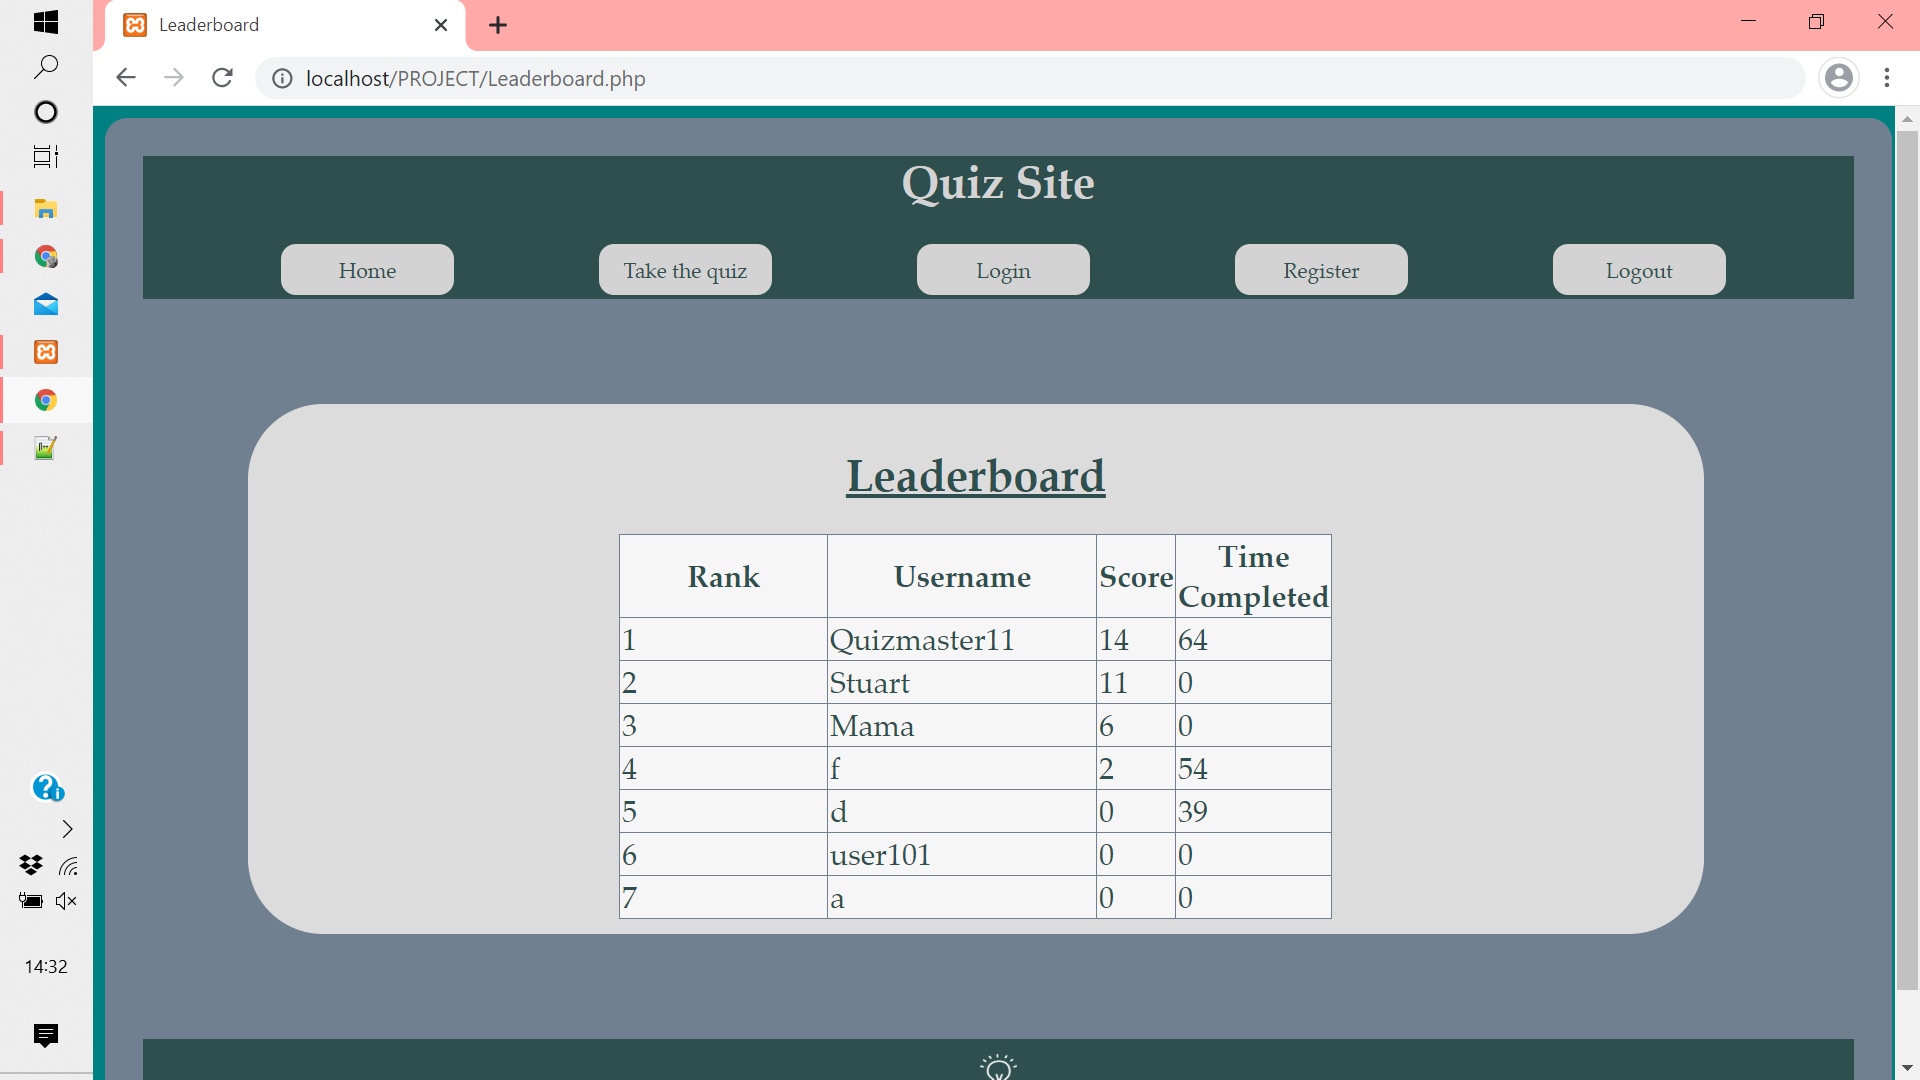 Leaderboard
localhost/PROJECT/Leaderboard.php
Quiz Site
Home Take the quiz Login Register Logout
Leaderboard
Rank Username Score Time Completed
1 Quizmaster11 14 64
2 Stuart 11 0
3 Mama 6 0
4 f 2 54
5 d 0 39
6 user101 0 0
7 a 0 0
14:32